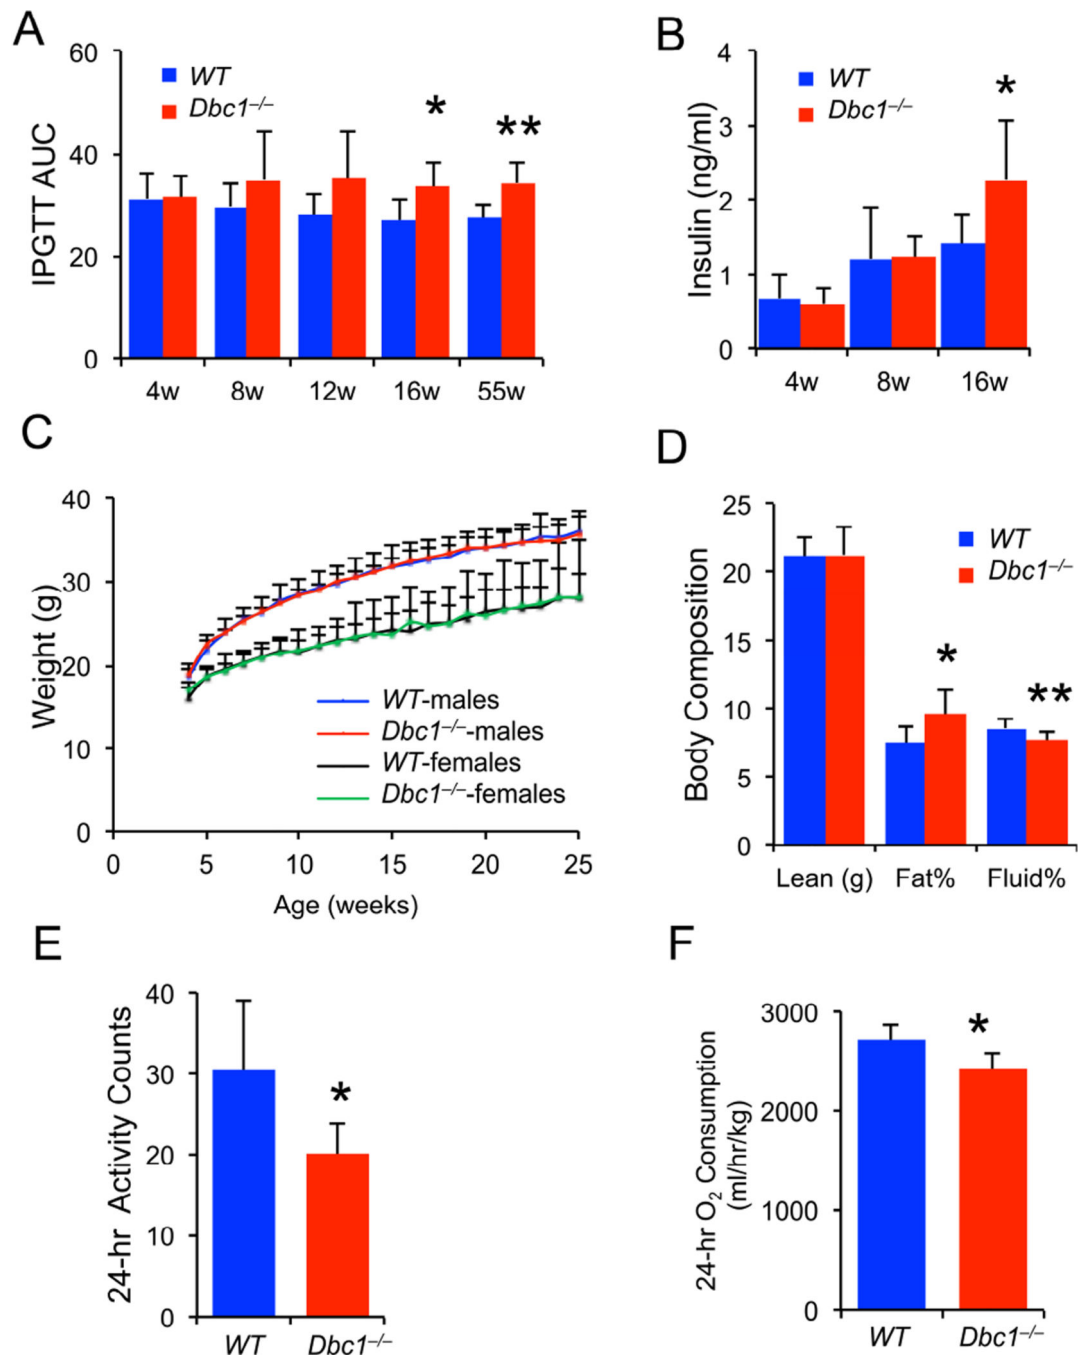 A
IPGTT AUC
60
40
20
0
WT
Dbc1⁻/⁻
*
**
4w 8w 12w 16w 55w
B
Insulin (ng/ml)
4
3
2
1
0
WT
Dbc1⁻/⁻
*
4w 8w 16w
C
Weight (g)
40
30
20
10
0
WT-males
Dbc1⁻/⁻-males
WT-females
Dbc1⁻/⁻-females
0 5 10 15 20 25
Age (weeks)
D
Body Composition
25
20
15
10
5
0
WT
Dbc1⁻/⁻
*
**
Lean (g) Fat% Fluid%
E
24-hr Activity Counts
40
30
20
10
0
*
WT Dbc1⁻/⁻
F
24-hr O₂ Consumption
(ml/hr/kg)
3000
2000
1000
0
*
WT Dbc1⁻/⁻